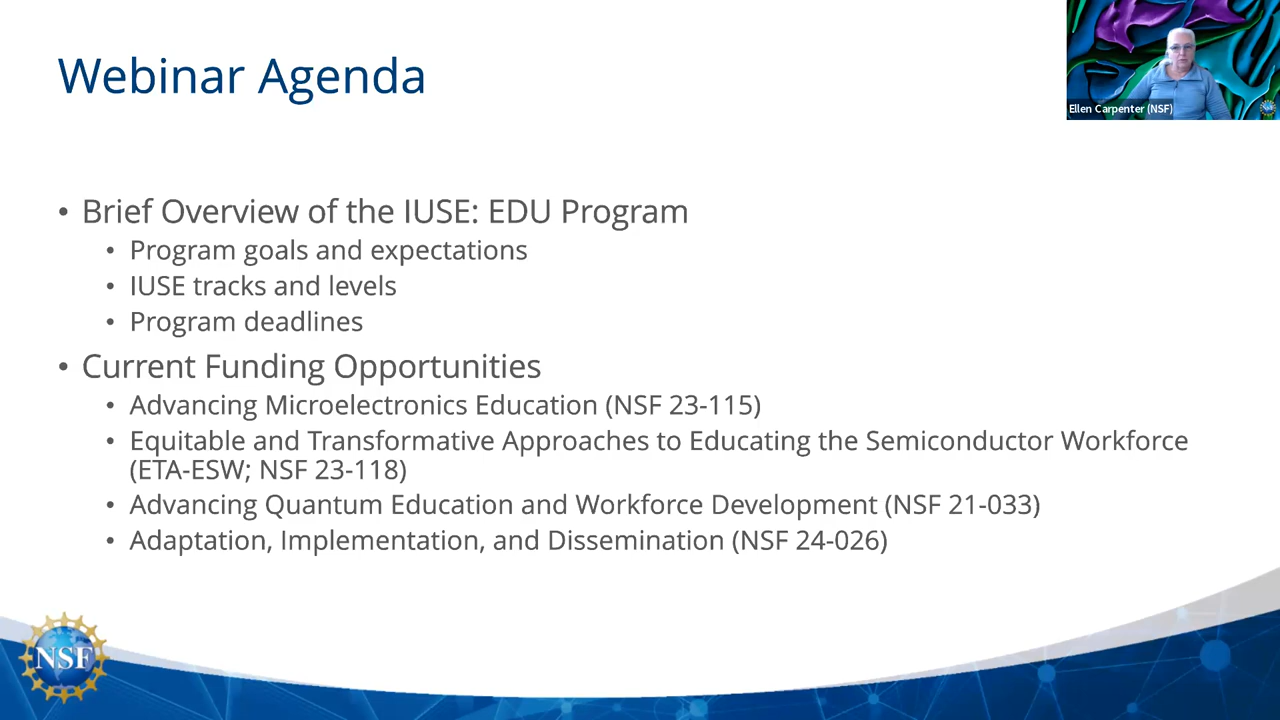 Webinar Agenda
Ellen Carpenter (NSF)
• Brief Overview of the IUSE: EDU Program
• Program goals and expectations
• IUSE tracks and levels
• Program deadlines
• Current Funding Opportunities
• Advancing Microelectronics Education (NSF 23-115)
• Equitable and Transformative Approaches to Educating the Semiconductor Workforce
(ETA-ESW; NSF 23-118)
• Advancing Quantum Education and Workforce Development (NSF 21-033)
• Adaptation, Implementation, and Dissemination (NSF 24-026)
NSF